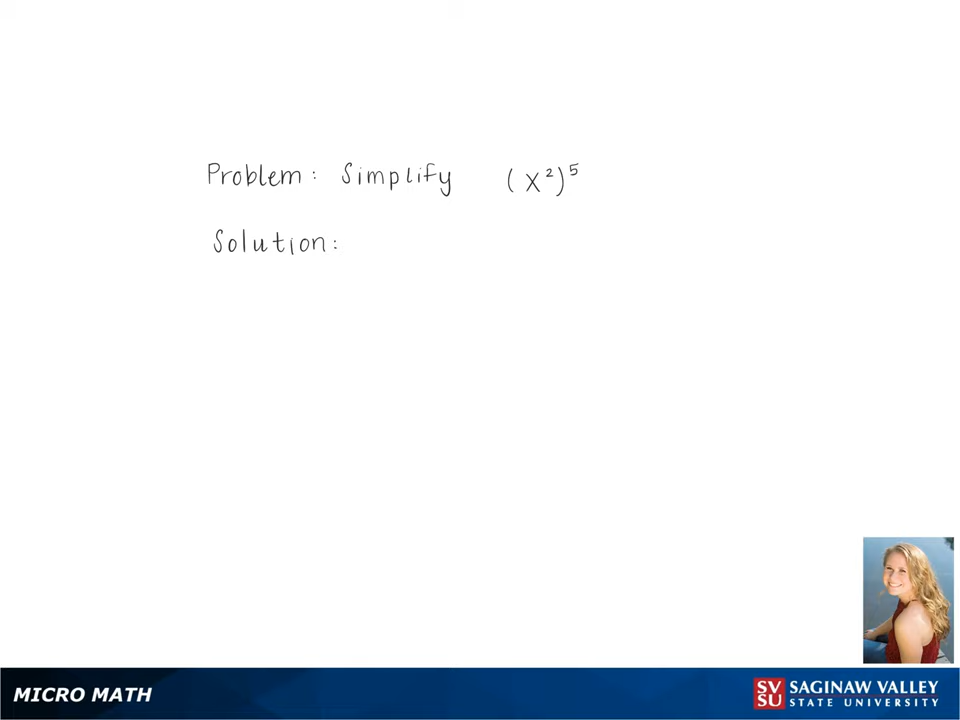 Problem: Simplify (x²)⁵
Solution:
MICRO MATH
SV SU SAGINAW VALLEY
STATE UNIVERSITY